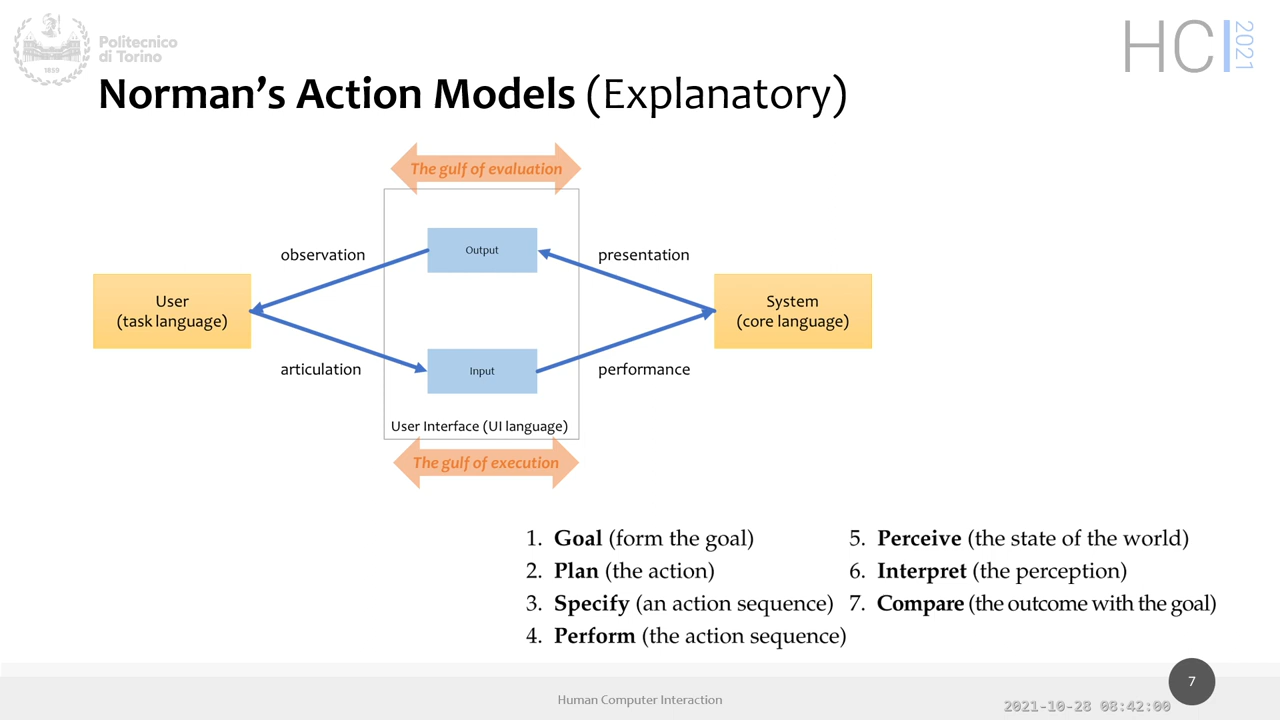 Politecnico
di Torino
1859
HCI 2021
Norman's Action Models (Explanatory)
The gulf of evaluation
observation
Output
presentation
User
(task language)
System
(core language)
articulation
Input
performance
User Interface (UI language)
The gulf of execution
1. Goal (form the goal)
2. Plan (the action)
3. Specify (an action sequence)
4. Perform (the action sequence)
5. Perceive (the state of the world)
6. Interpret (the perception)
7. Compare (the outcome with the goal)
Human Computer Interaction
7
2021-10-28 08:42:00